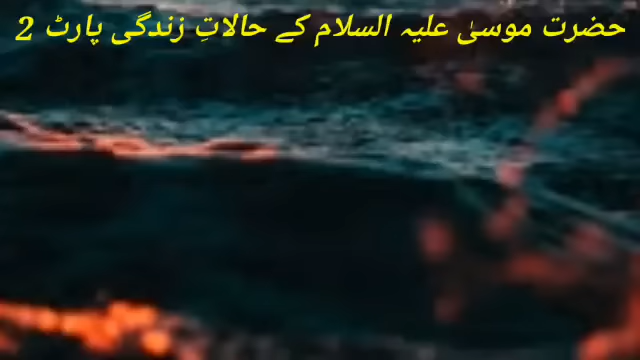 حضرت موسیٰ علیہ السلام کے حالاتِ زندگی پارٹ 2